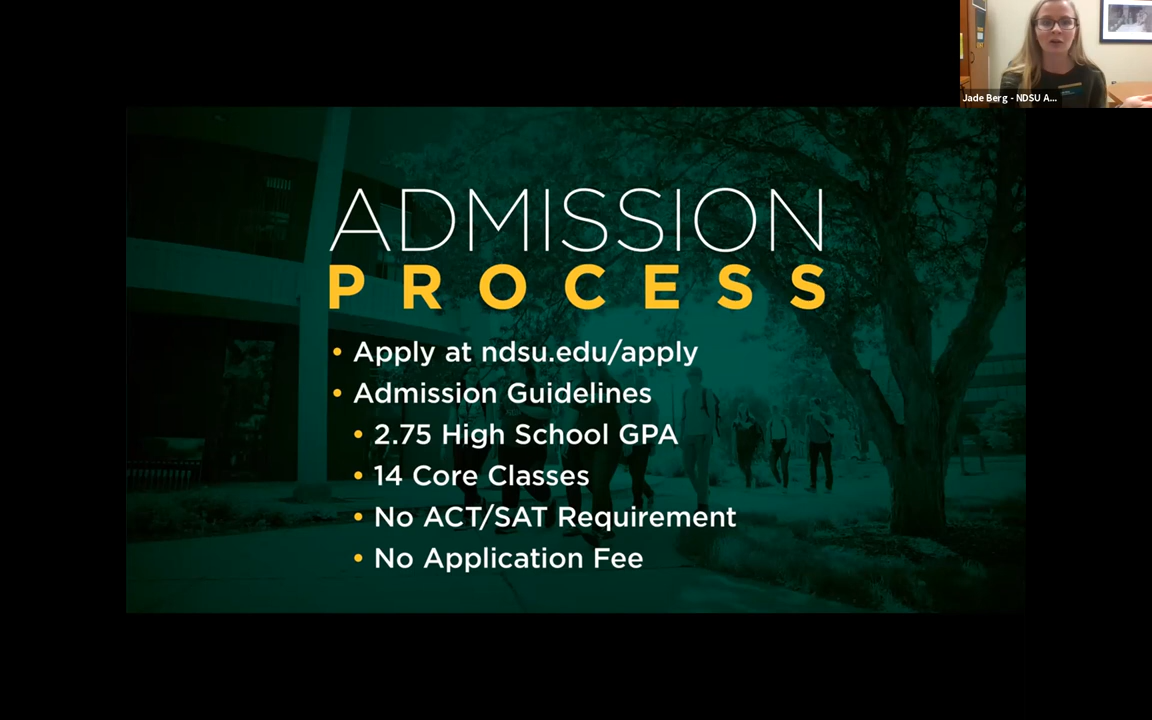 Jade Berg - NDSU A...
ADMISSION
PROCESS
• Apply at ndsu.edu/apply
• Admission Guidelines
• 2.75 High School GPA
• 14 Core Classes
• No ACT/SAT Requirement
• No Application Fee